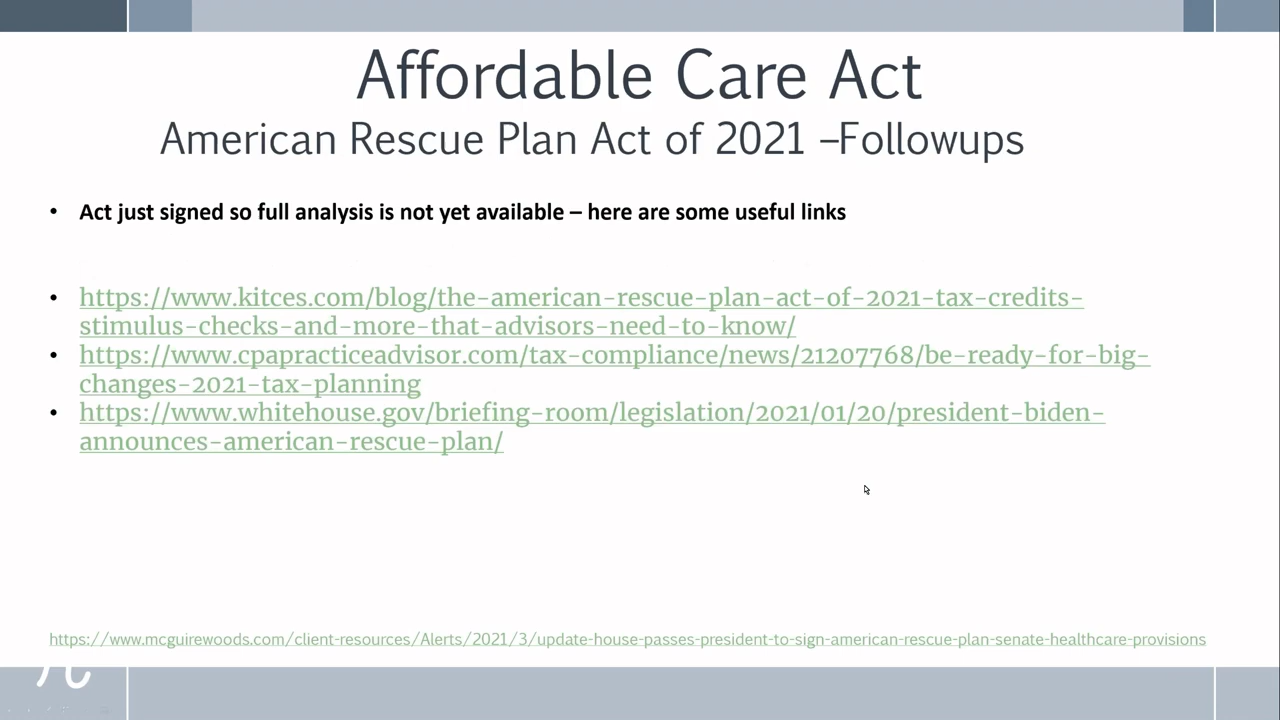 Affordable Care Act
American Rescue Plan Act of 2021 –Followups
• Act just signed so full analysis is not yet available – here are some useful links
• https://www.kitces.com/blog/the-american-rescue-plan-act-of-2021-tax-credits-
stimulus-checks-and-more-that-advisors-need-to-know/
• https://www.cpapracticeadvisor.com/tax-compliance/news/21207768/be-ready-for-big-
changes-2021-tax-planning
• https://www.whitehouse.gov/briefing-room/legislation/2021/01/20/president-biden-
announces-american-rescue-plan/
https://www.mcguirewoods.com/client-resources/Alerts/2021/3/update-house-passes-president-to-sign-american-rescue-plan-senate-healthcare-provisions